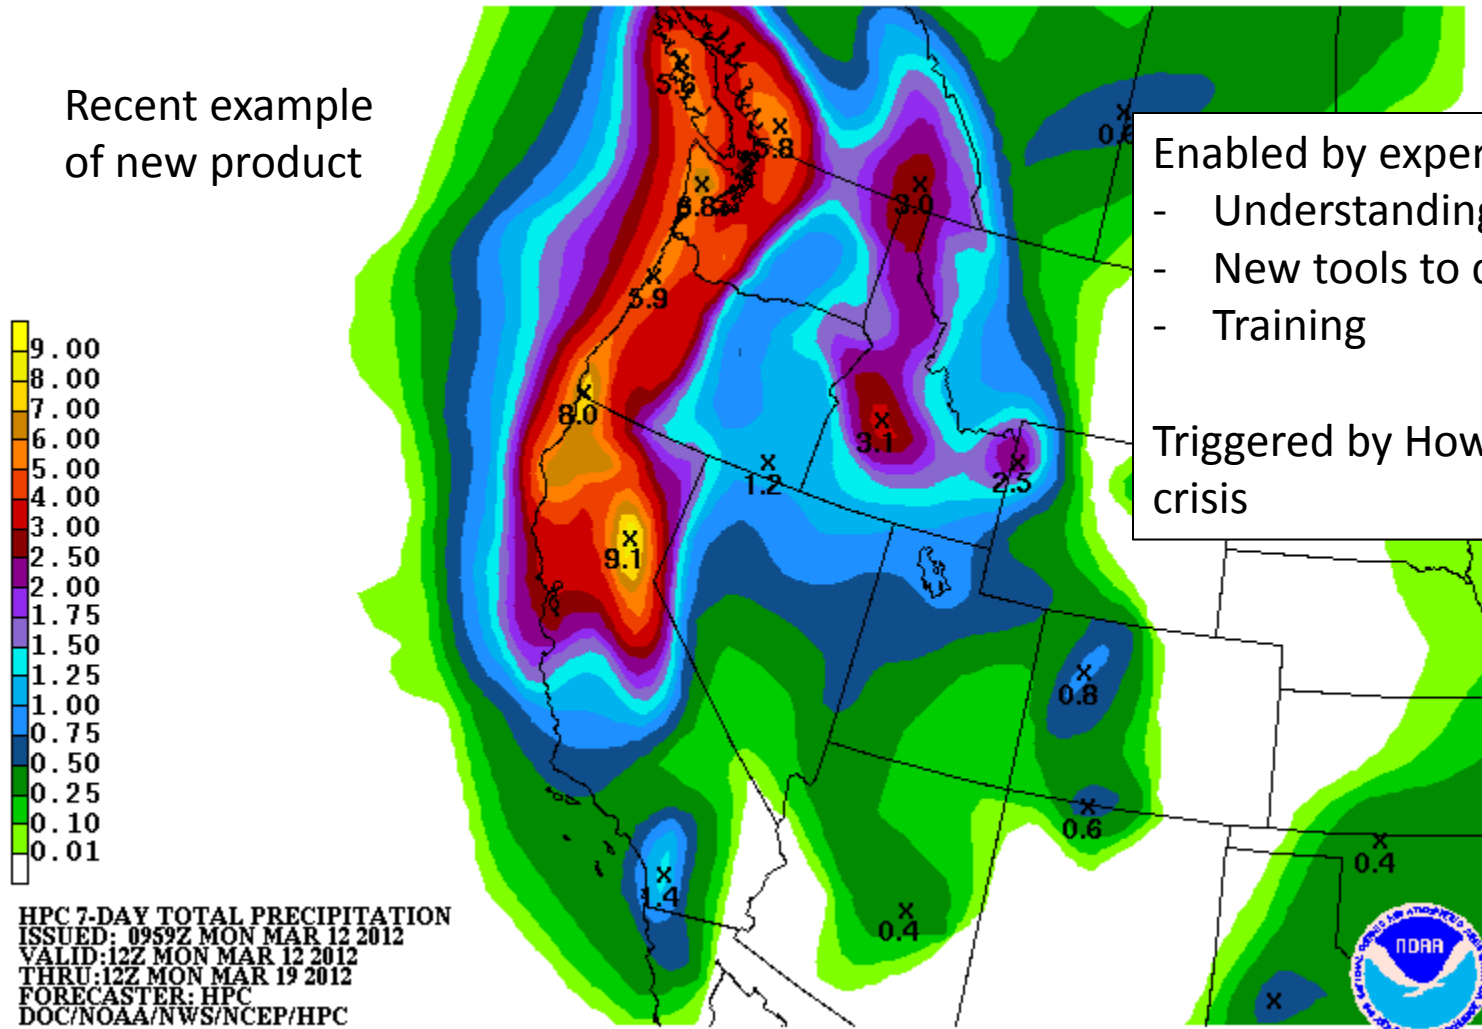 Recent example
of new product
Enabled by exper
- Understanding
- New tools to
- Training
Triggered by How
crisis
5.6
5.8
0.6
3.0
5.9
8.0
3.1
1.2
2.5
9.1
0.8
0.6
0.4
1.4
0.4
9.00
8.00
7.00
6.00
5.00
4.00
3.00
2.50
2.00
1.75
1.50
1.25
1.00
0.75
0.50
0.25
0.10
0.01
HPC 7-DAY TOTAL PRECIPITATION
ISSUED: 0959Z MON MAR 12 2012
VALID:12Z MON MAR 12 2012
THRU:12Z MON MAR 19 2012
FORECASTER: HPC
DOC/NOAA/NWS/NCEP/HPC
NOAA